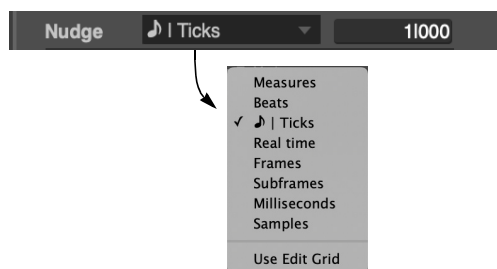 Nudge ♪ | Ticks 1|000
Measures
Beats
✓ ♪ | Ticks
Real time
Frames
Subframes
Milliseconds
Samples
Use Edit Grid